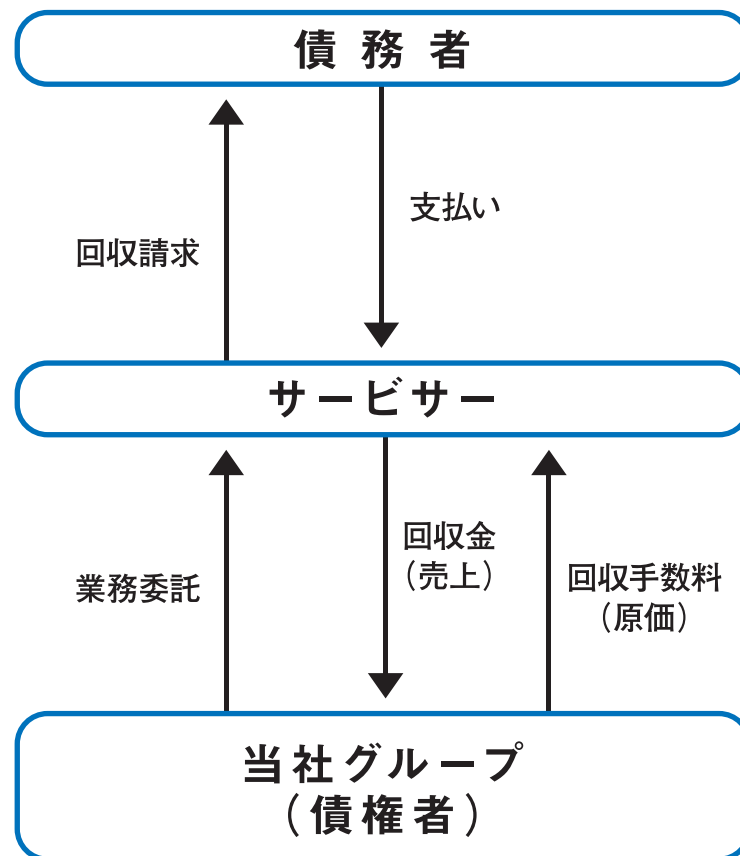 債務者
支払い
回収請求
サービサー
業務委託
回収金
（売上）
回収手数料
（原価）
当社グループ
（債権者）